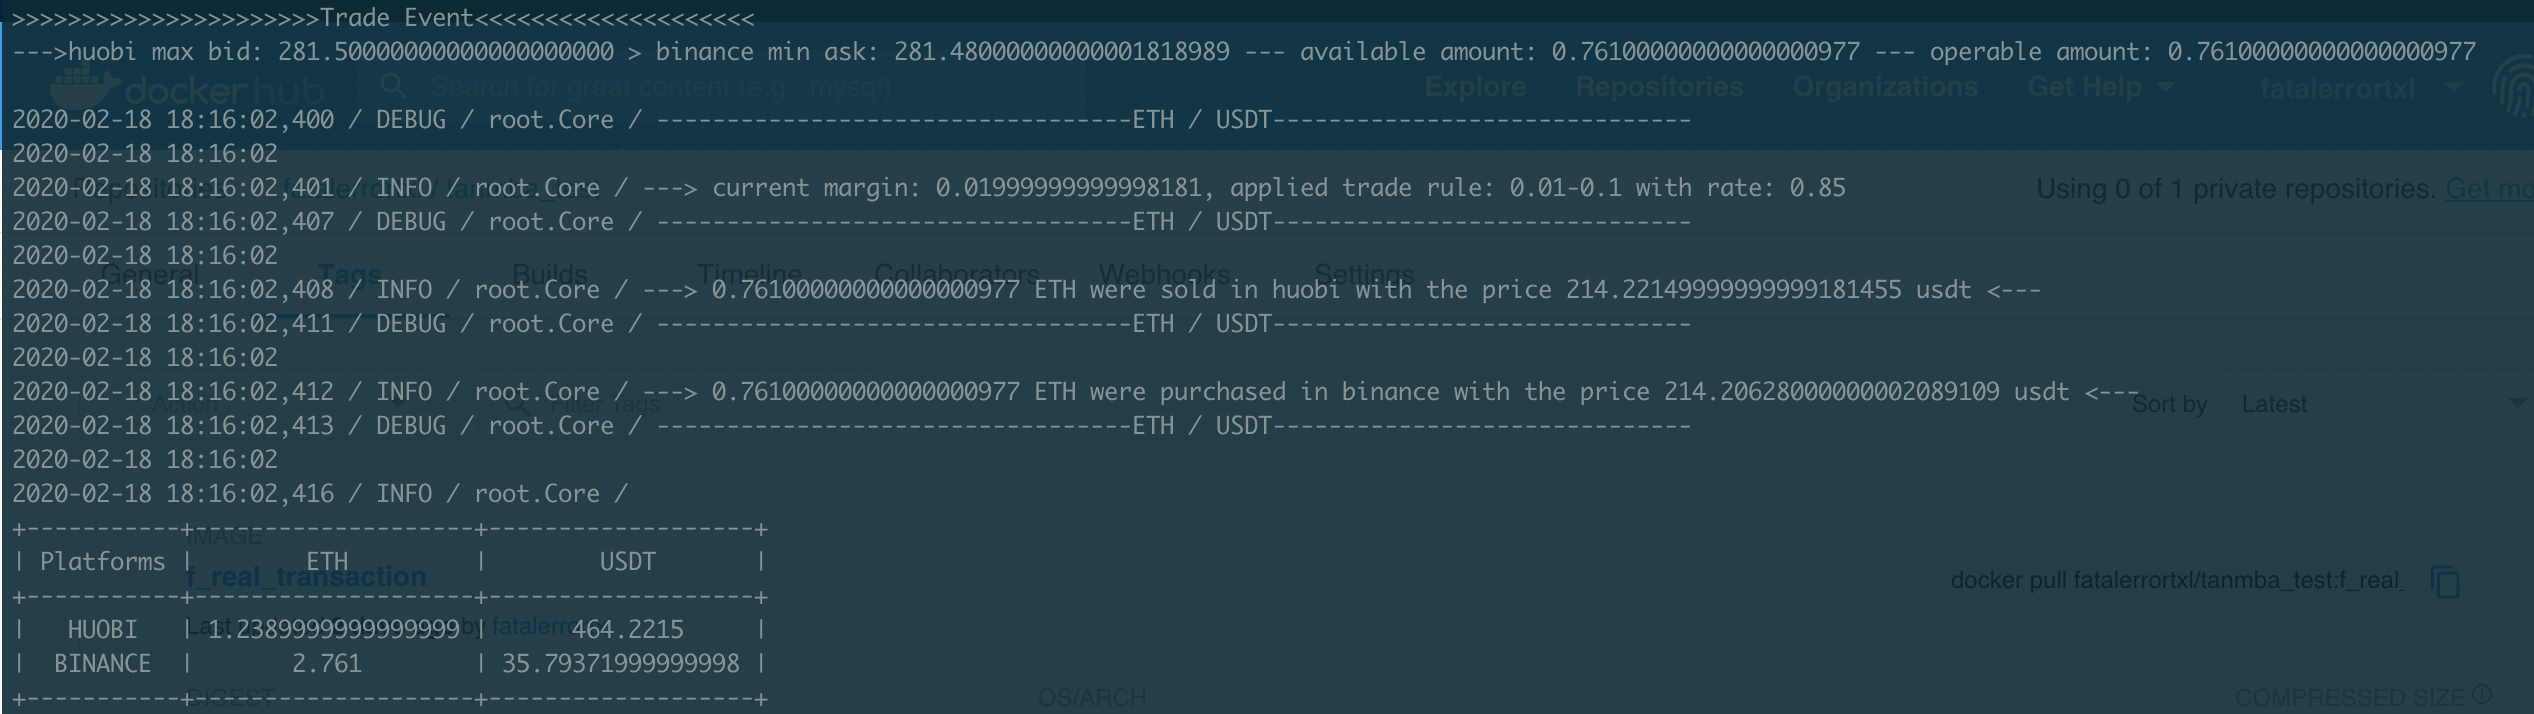 >>>>>>>>>>>>>>>>>>>>>>Trade Event<<<<<<<<<<<<<<<<<<<<
--->huobi max bid: 281.50000000000000000 > binance min ask: 281.48000000000001818989 --- available amount: 0.76100000000000000977 --- operable amount: 0.76100000000000000977
dockerhub Search for great content (e.g., mysql) Explore Repositories Organizations Get Help fatalerrortxl
2020-02-18 18:16:02,400 / DEBUG / root.Core / ----------------------------------ETH / USDT------------------------------
2020-02-18 18:16:02
2020-02-18 18:16:02,401 / INFO / root.Core / ---> current margin: 0.01999999999998181, applied trade rule: 0.01-0.1 with rate: 0.85
Repositories fatalerrortxl / tanmba_test Using 0 of 1 private repositories. Get mo
2020-02-18 18:16:02,407 / DEBUG / root.Core / ----------------------------------ETH / USDT------------------------------
2020-02-18 18:16:02
General Tags Builds Timeline Collaborators Webhooks Settings
2020-02-18 18:16:02,408 / INFO / root.Core / ---> 0.76100000000000000977 ETH were sold in huobi with the price 214.22149999999999181455 usdt <---
2020-02-18 18:16:02,411 / DEBUG / root.Core / ----------------------------------ETH / USDT------------------------------
2020-02-18 18:16:02
2020-02-18 18:16:02,412 / INFO / root.Core / ---> 0.76100000000000000977 ETH were purchased in binance with the price 214.20628000000002089109 usdt <---
Action Filter Tags Sort by Latest
2020-02-18 18:16:02,413 / DEBUG / root.Core / ----------------------------------ETH / USDT------------------------------
2020-02-18 18:16:02
2020-02-18 18:16:02,416 / INFO / root.Core /
+-----------+--------------------+-------------------+
IMAGE
| Platforms | ETH | USDT |
f_real_transaction docker pull fatalerrortxl/tanmba_test:f_real_
+-----------+--------------------+-------------------+
| HUOBI | 1.2389999999999999 | 464.2215 |
by
| BINANCE | 2.761 | 35.79371999999998 |
+-----------+--------------------+-------------------+
DIGEST OS/ARCH COMPRESSED SIZE